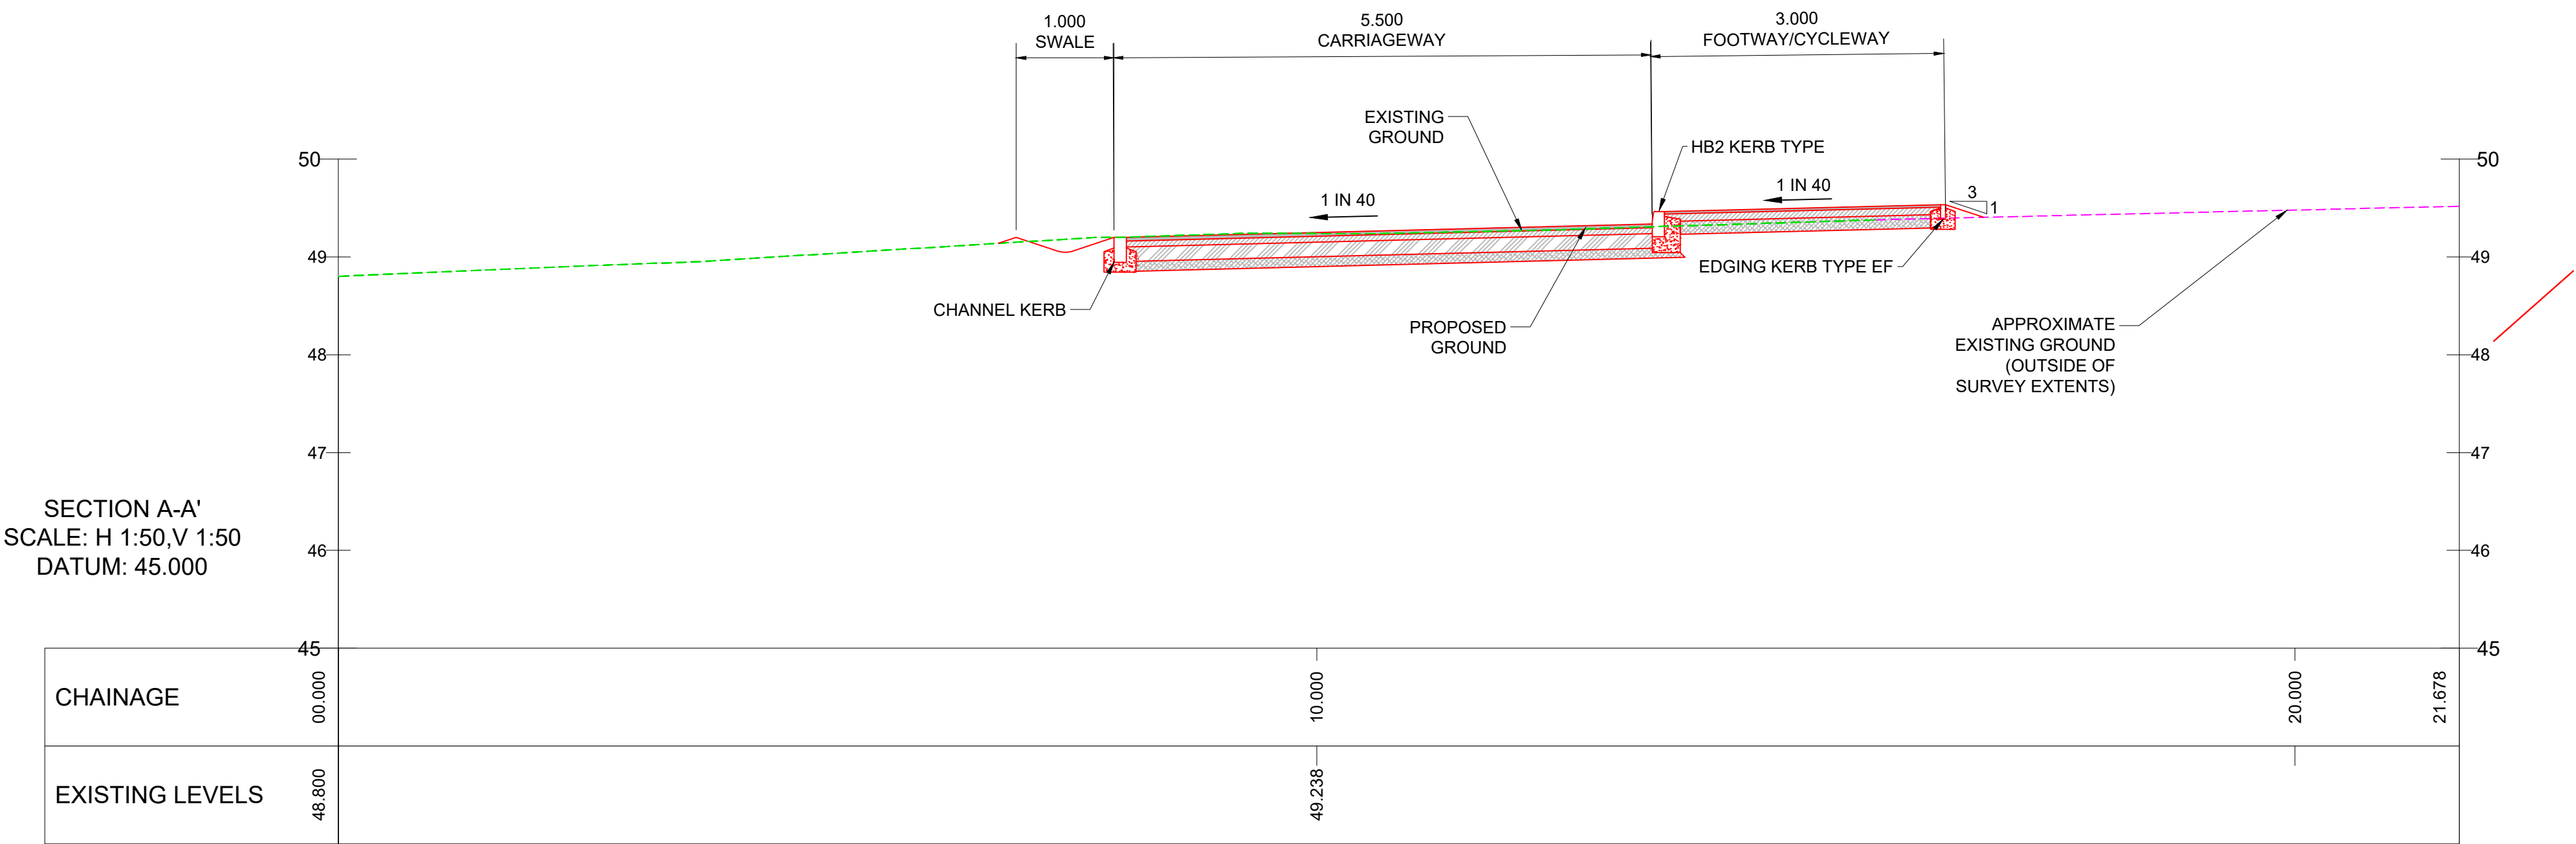 1.000
SWALE
5.500
CARRIAGEWAY
3.000
FOOTWAY/CYCLEWAY
EXISTING
GROUND
HB2 KERB TYPE
1 IN 40
1 IN 40
3
1
50
49
48
47
46
45
50
49
48
46
47
45
CHANNEL KERB
PROPOSED
GROUND
EDGING KERB TYPE EF
APPROXIMATE
EXISTING GROUND
(OUTSIDE OF
SURVEY EXTENTS)
SECTION A-A'
SCALE: H 1:50,V 1:50
DATUM: 45.000
CHAINAGE
00.000
10.000
20.000
21.678
EXISTING LEVELS
48.800
49.238